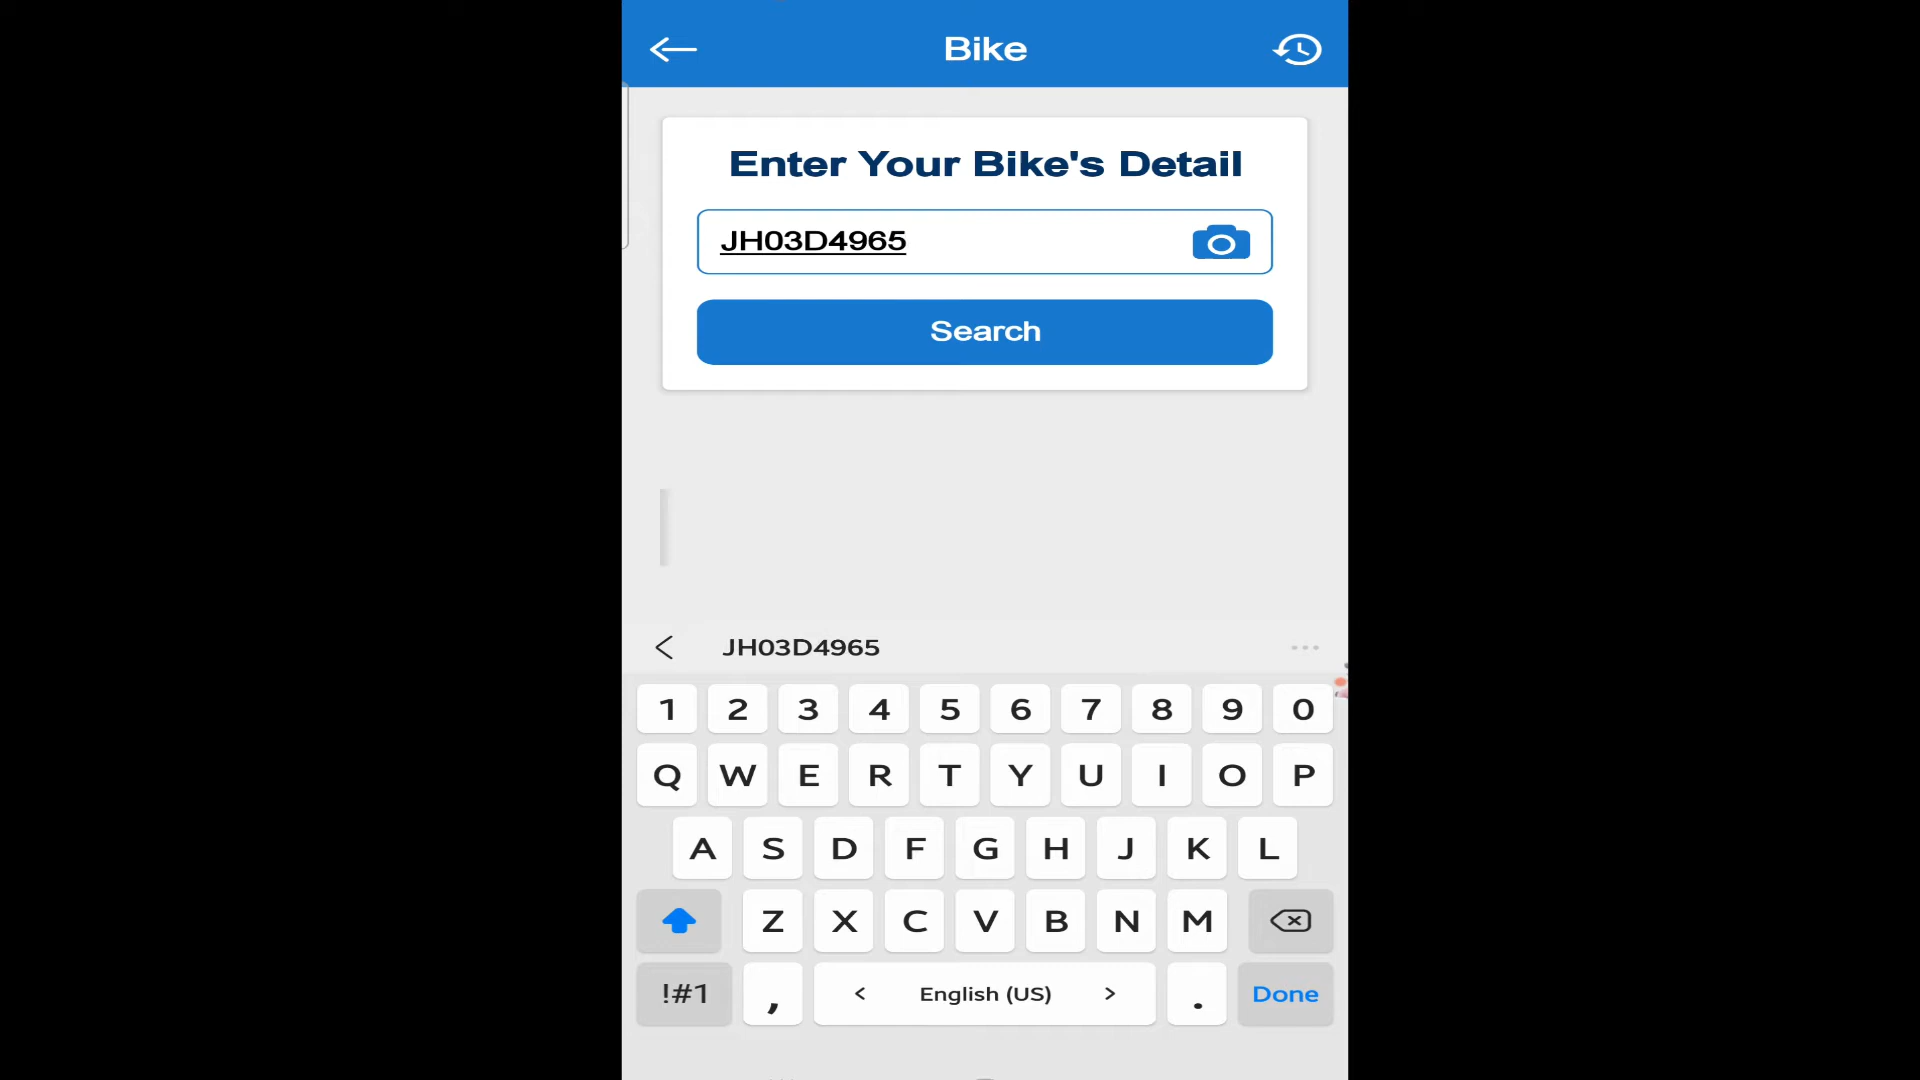 Bike
Enter Your Bike's Detail
JH03D4965
Search
JH03D4965
1 2 3 4 5 6 7 8 9 0
Q W E R T Y U I O P
A S D F G H J K L
Z X C V B N M
!#1 , < English (US) > . Done